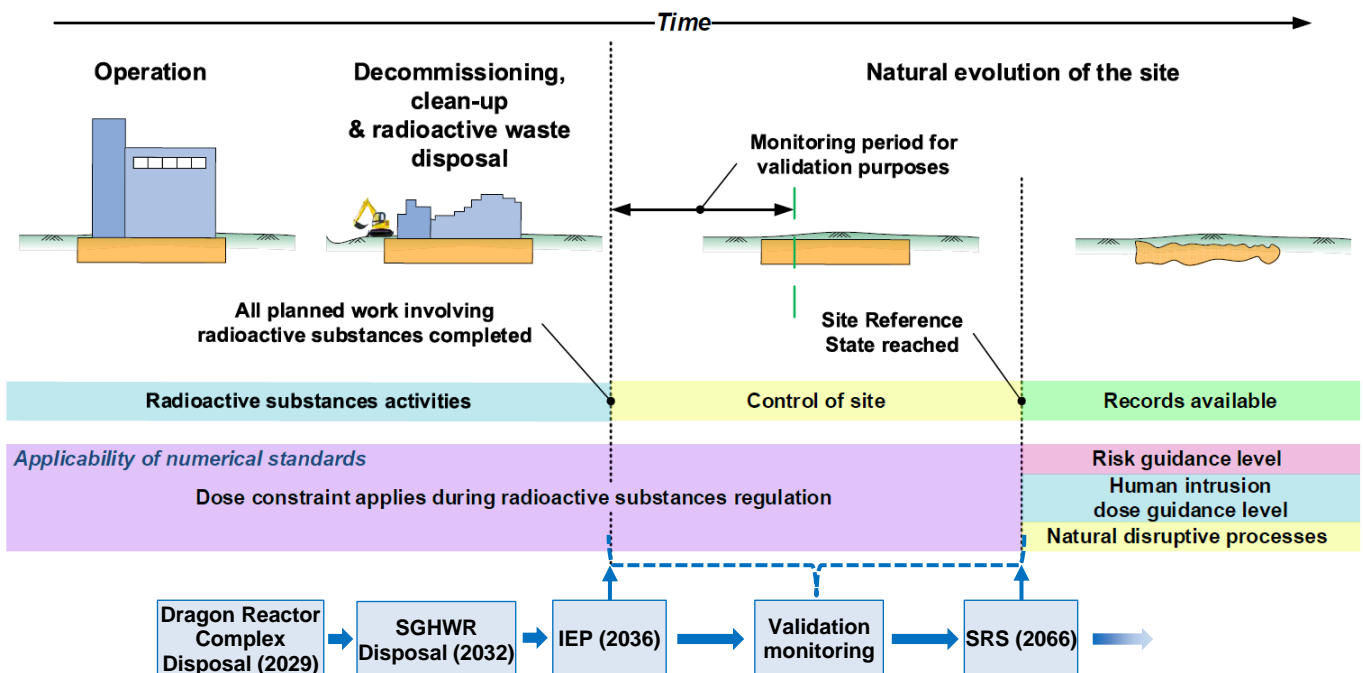 Time
Operation
Decommissioning,
clean-up
& radioactive waste
disposal
Natural evolution of the site
Monitoring period for
validation purposes
All planned work involving
radioactive substances completed
Site Reference
State reached
Radioactive substances activities
Control of site
Records available
Applicability of numerical standards
Dose constraint applies during radioactive substances regulation
Risk guidance level
Human intrusion
dose guidance level
Natural disruptive processes
Dragon Reactor
Complex
Disposal (2029)
SGHWR
Disposal (2032)
IEP (2036)
Validation
monitoring
SRS (2066)